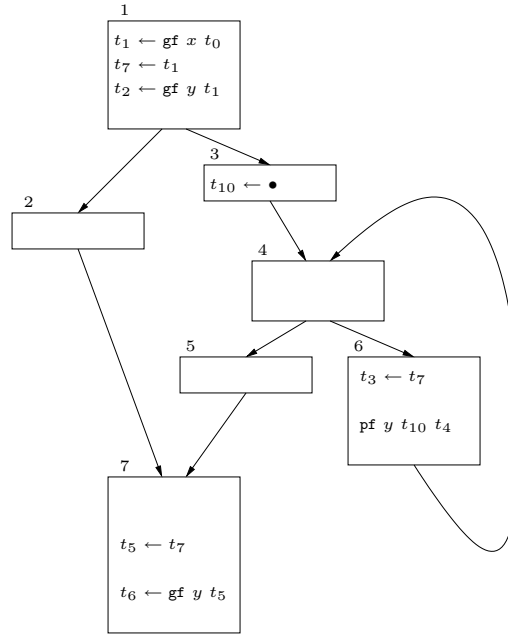 1
t₁ ← gf x t₀
t₇ ← t₁
t₂ ← gf y t₁
3
t₁₀ ← •
2
4
5
6
t₃ ← t₇
pf y t₁₀ t₄
7
t₅ ← t₇
t₆ ← gf y t₅